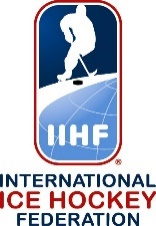 IIHF
®
INTERNATIONAL
ICE HOCKEY
FEDERATION